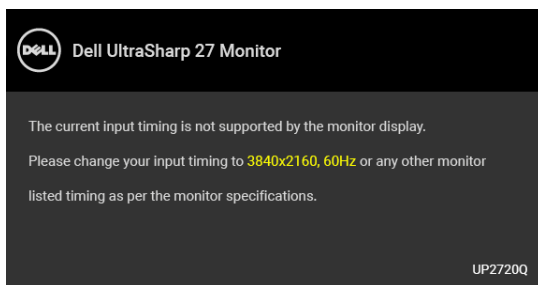 DELL
Dell UltraSharp 27 Monitor
The current input timing is not supported by the monitor display.
Please change your input timing to 3840x2160, 60Hz or any other monitor
listed timing as per the monitor specifications.
UP2720Q